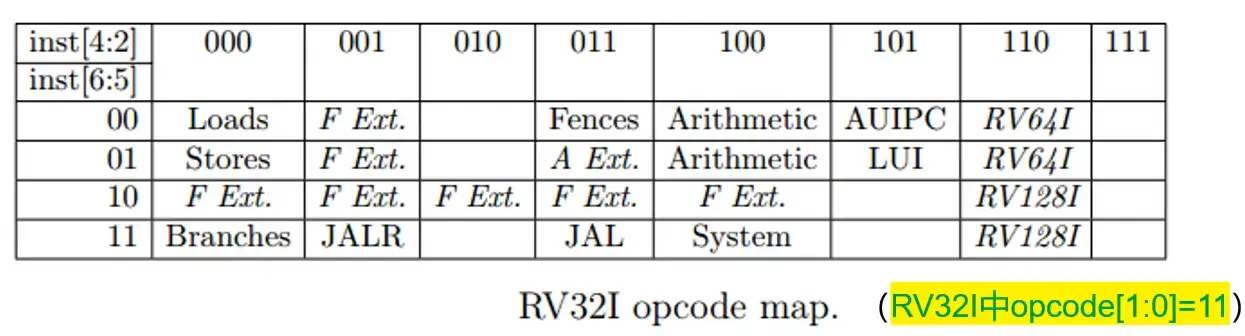 inst[4:2] 000 001 010 011 100 101 110 111
inst[6:5]
00 Loads F Ext. Fences Arithmetic AUIPC RV64I
01 Stores F Ext. A Ext. Arithmetic LUI RV64I
10 F Ext. F Ext. F Ext. F Ext. F Ext. RV128I
11 Branches JALR JAL System RV128I
RV32I opcode map. (RV32I中opcode[1:0]=11)